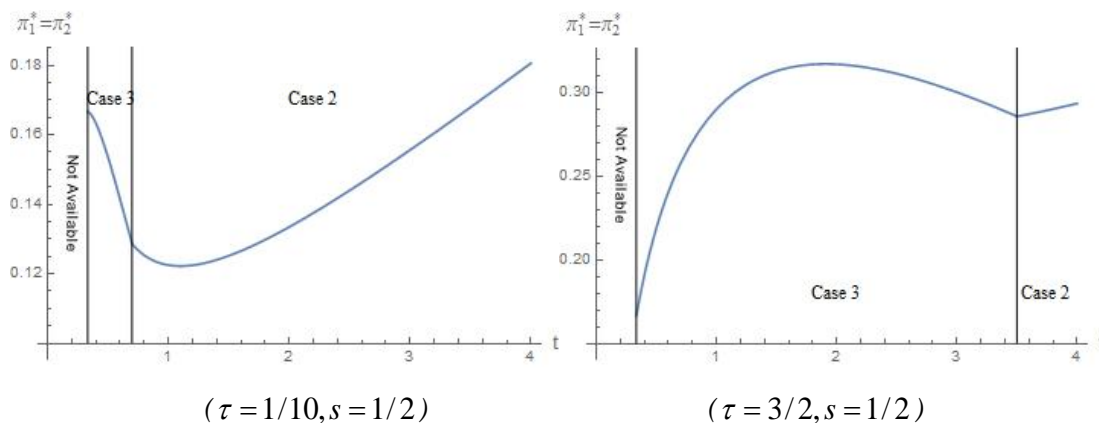 π₁*=π₂*
0.18
0.16
0.14
0.12
Not Available
Case 3
Case 2
1
2
3
4
t
(τ = 1/10, s = 1/2)
π₁*=π₂*
0.30
0.25
0.20
Not Available
Case 3
Case 2
1
2
3
4
(τ = 3/2, s = 1/2)